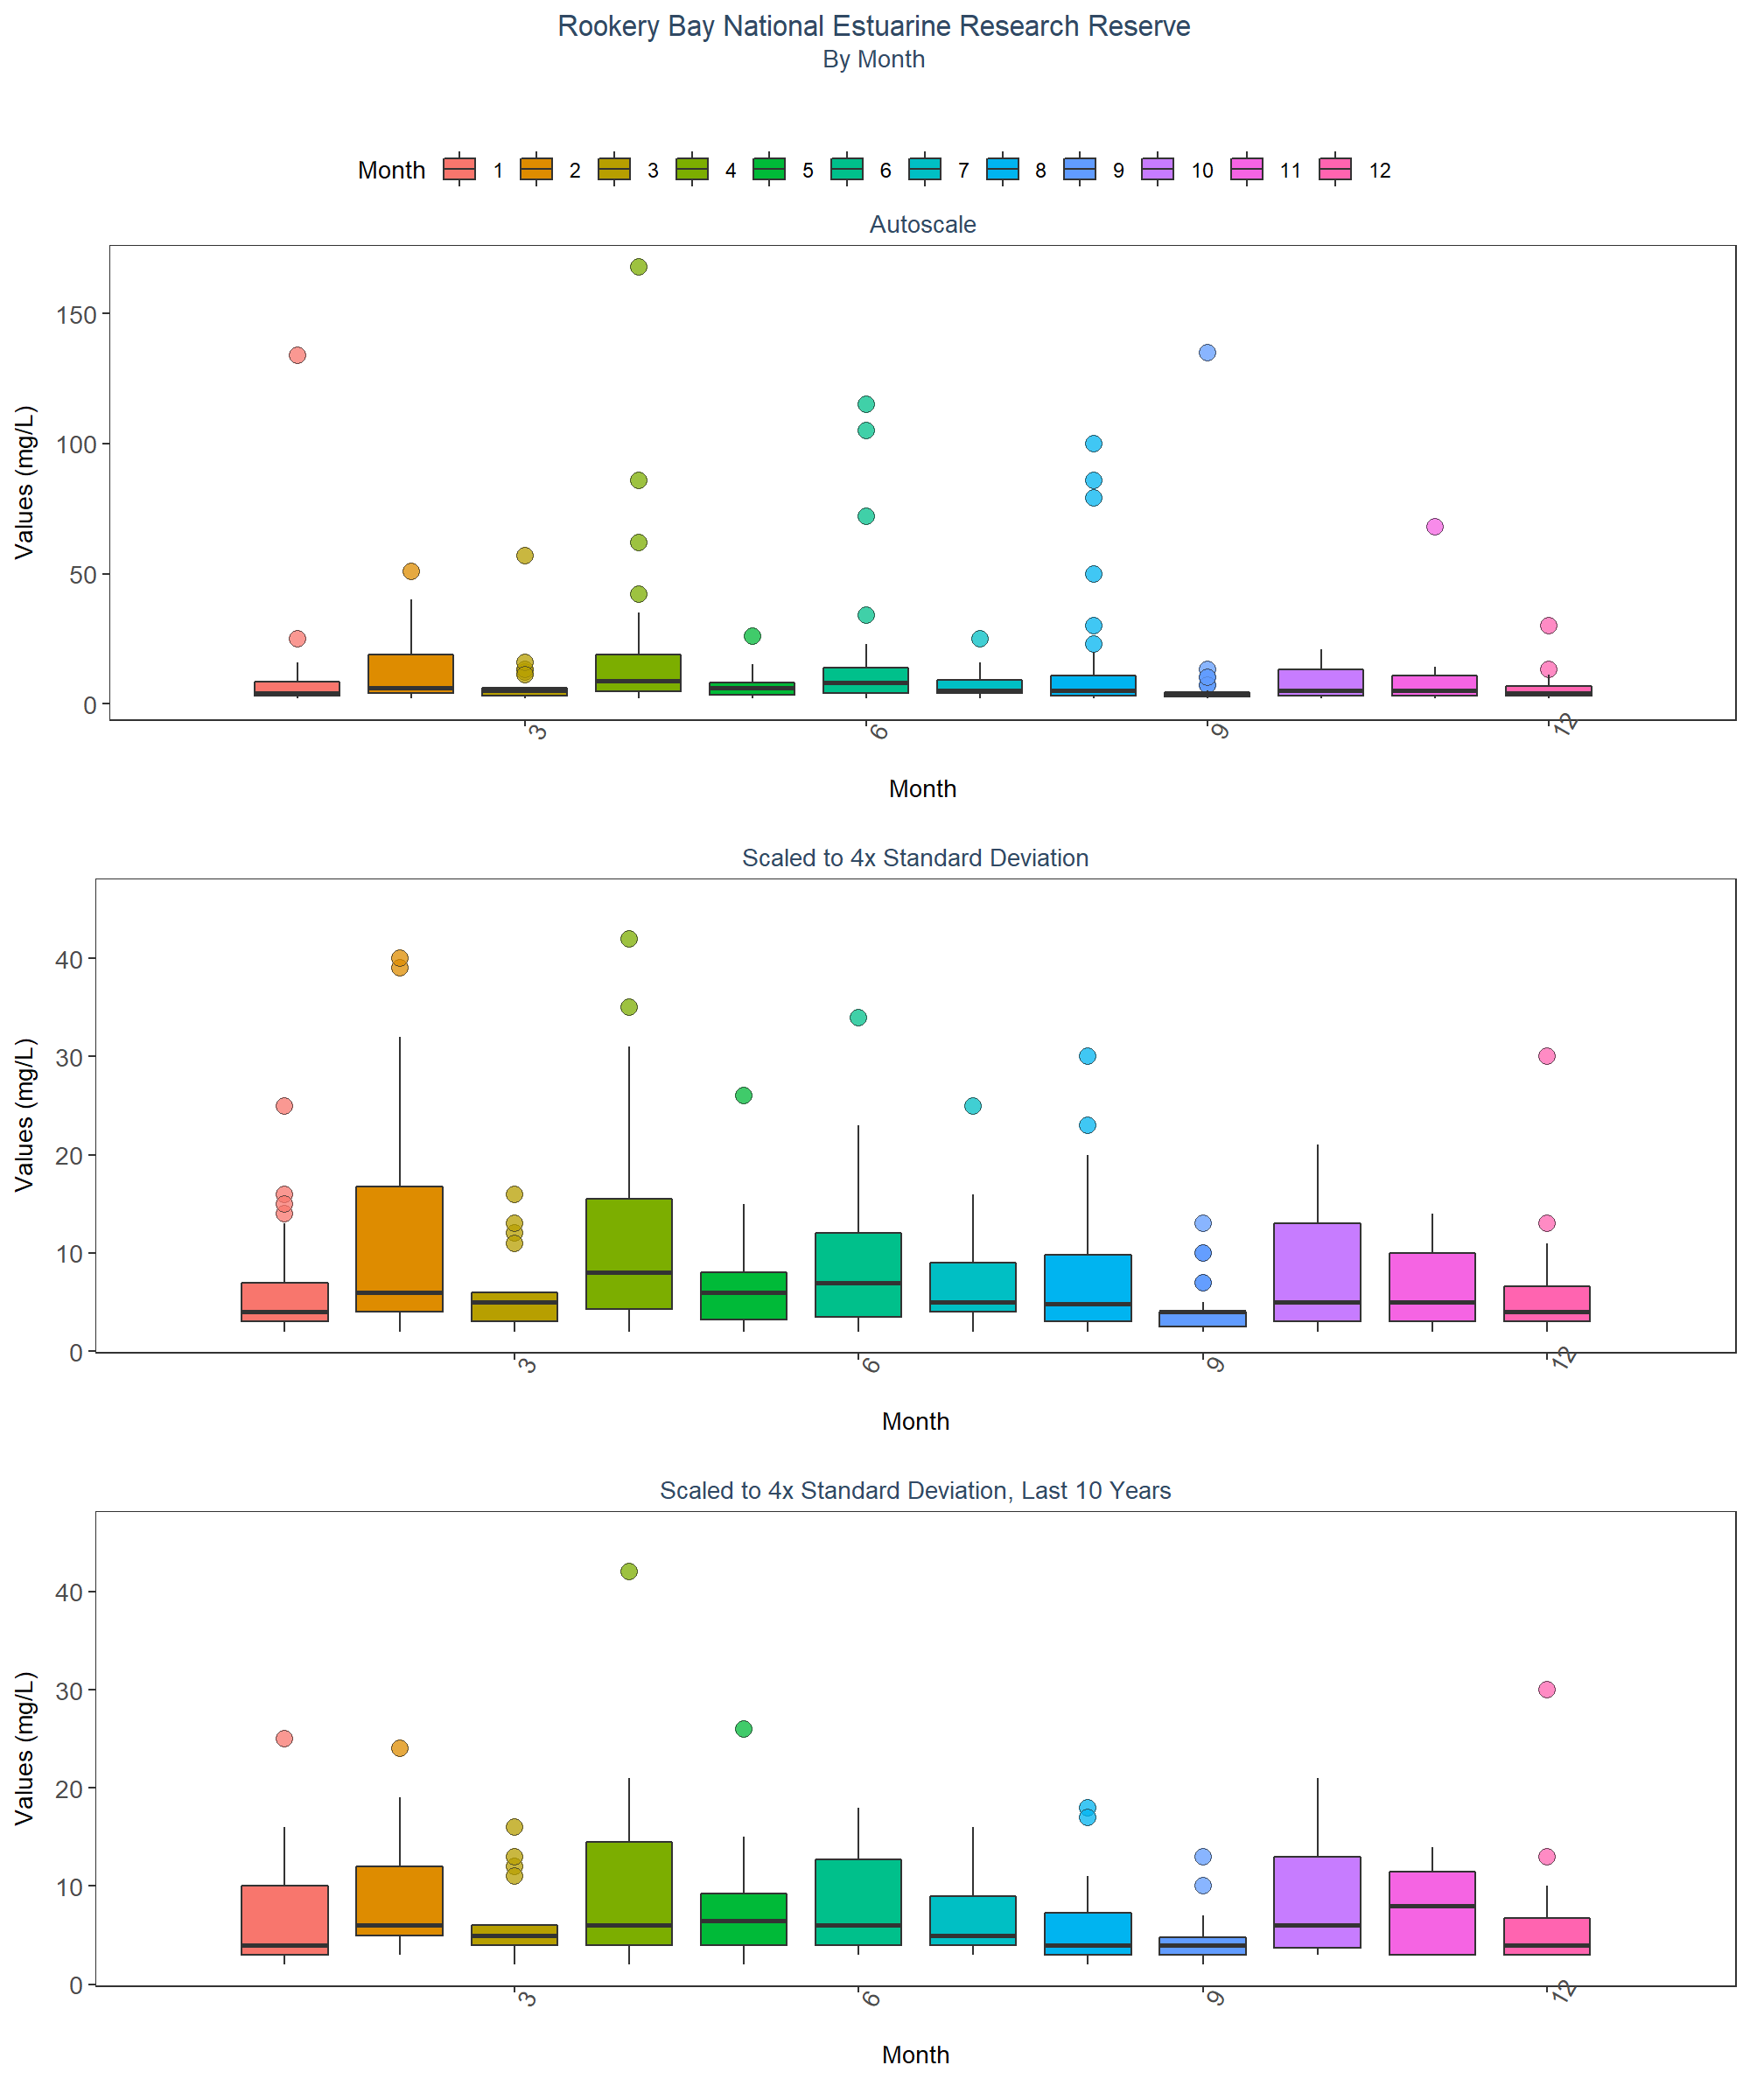 Rookery Bay National Estuarine Research Reserve
By Month
Month 1 2 3 4 5 6 7 8 9 10 11 12
Autoscale
Values (mg/L)
150
100
50
0
3 6 9 12
Month
Scaled to 4x Standard Deviation
Values (mg/L)
40
30
20
10
0
3 6 9 12
Month
Scaled to 4x Standard Deviation, Last 10 Years
Values (mg/L)
40
30
20
10
0
3 6 9 12
Month